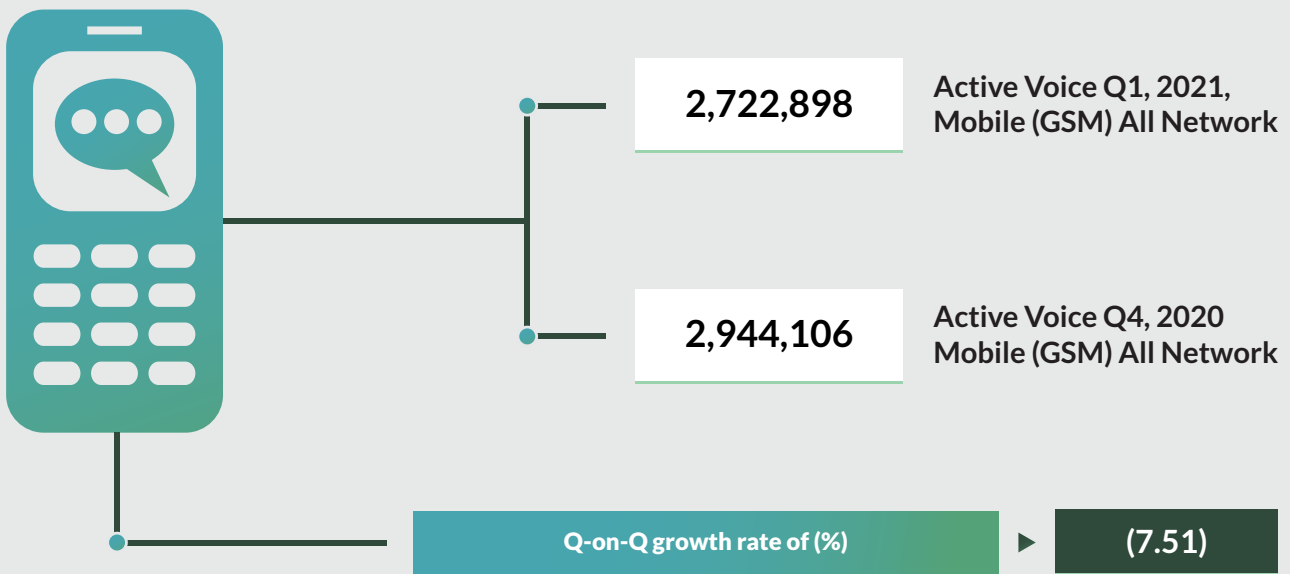 2,722,898
Active Voice Q1, 2021,
Mobile (GSM) All Network
2,944,106
Active Voice Q4, 2020
Mobile (GSM) All Network
Q-on-Q growth rate of (%)
(7.51)